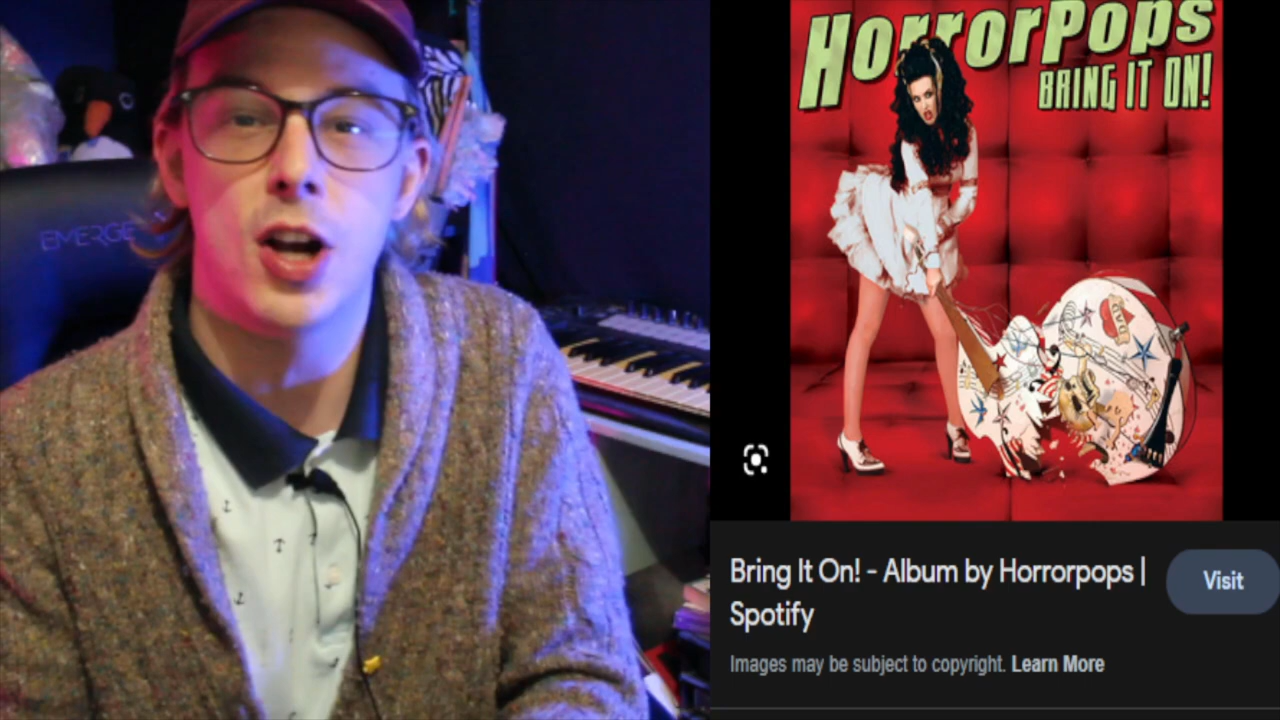 EMERGE
HorrorPops
BRING IT ON!
DAD
Bring It On! - Album by Horrorpops |
Spotify
Visit
Images may be subject to copyright. Learn More